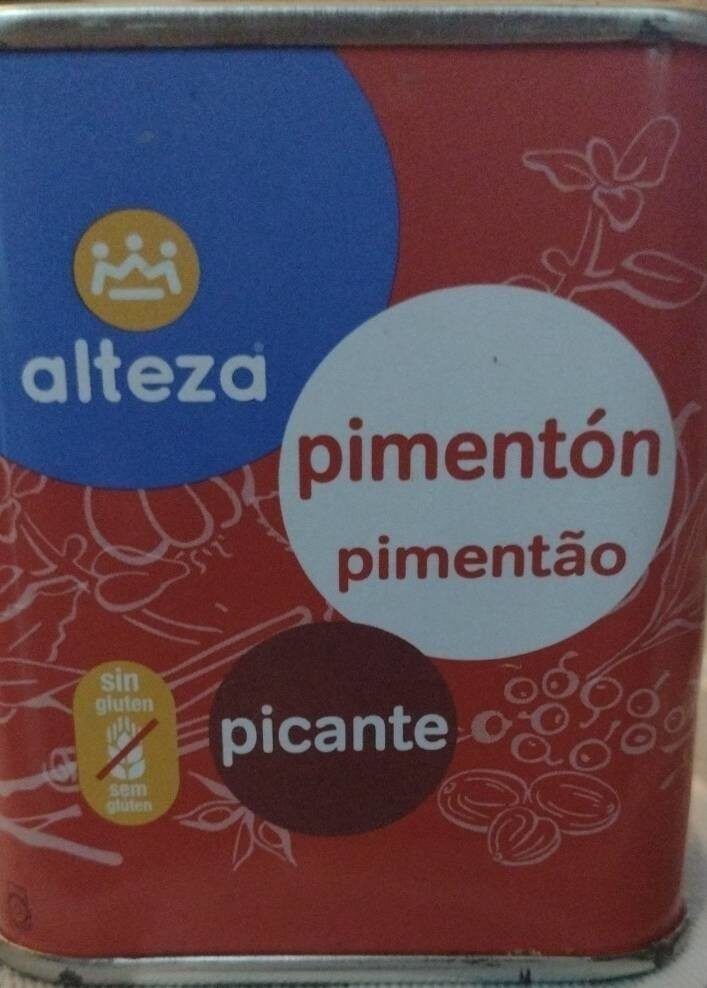 alteza
pimentón
pimentão
picante
sin
gluten
sem
glúten